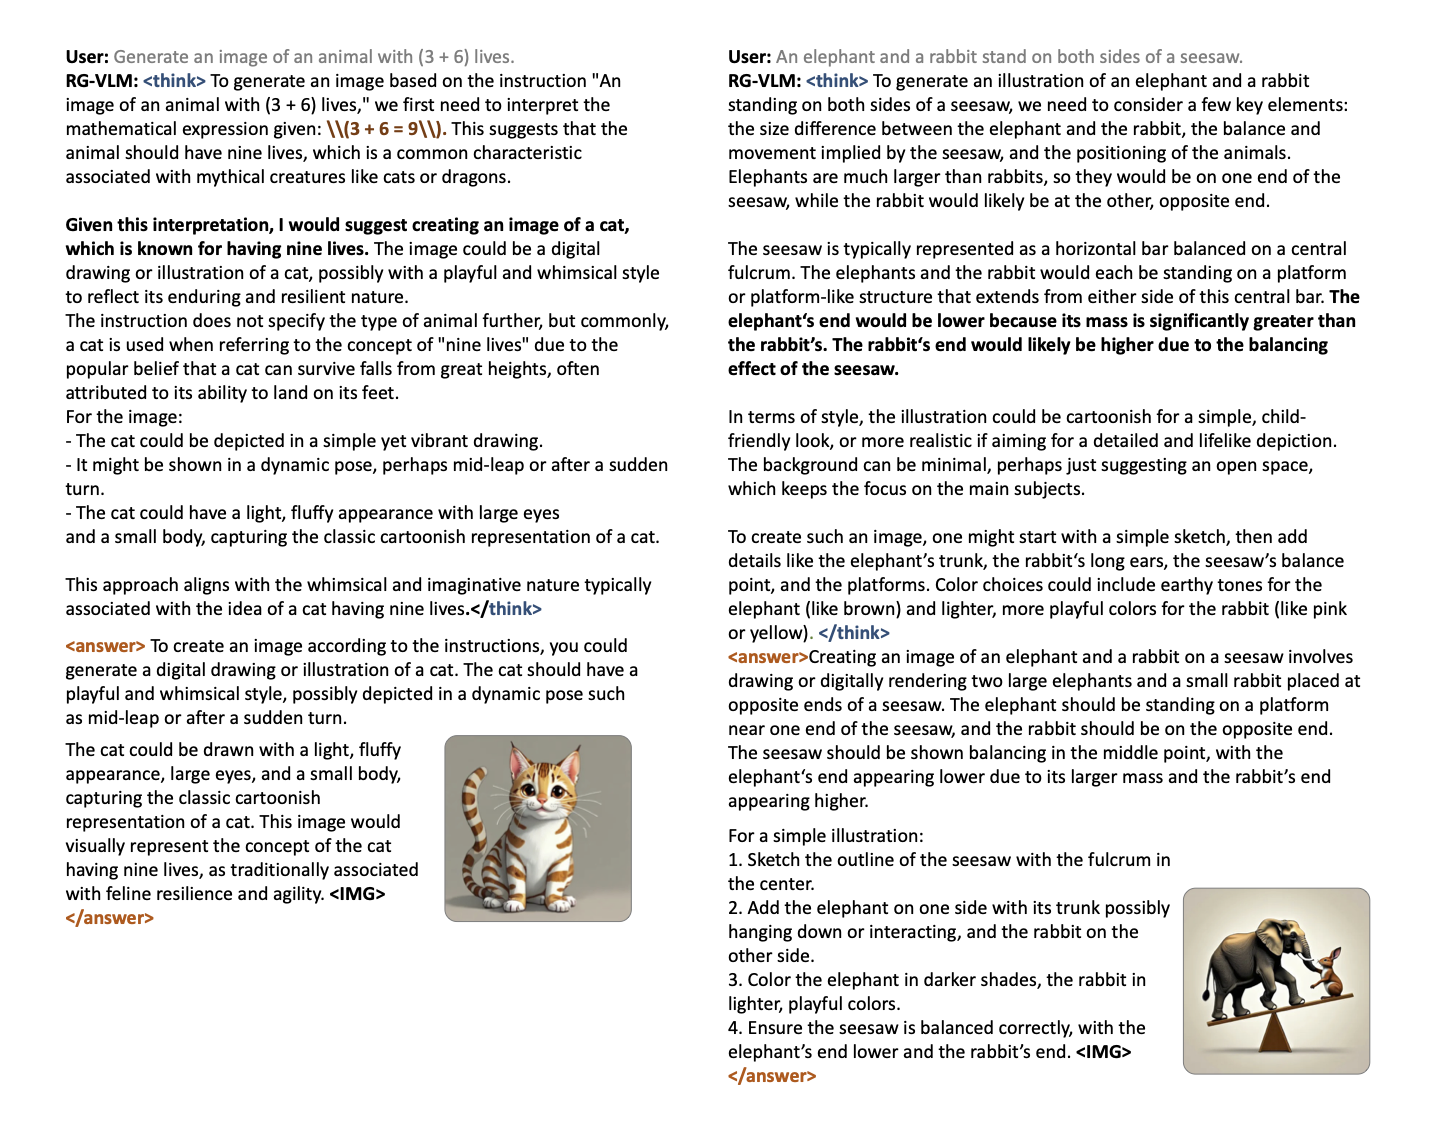 User: Generate an image of an animal with (3 + 6) lives.
RG-VLM: <think> To generate an image based on the instruction "An
image of an animal with (3 + 6) lives," we first need to interpret the
mathematical expression given: \\(3 + 6 = 9\\). This suggests that the
animal should have nine lives, which is a common characteristic
associated with mythical creatures like cats or dragons.
Given this interpretation, I would suggest creating an image of a cat,
which is known for having nine lives. The image could be a digital
drawing or illustration of a cat, possibly with a playful and whimsical style
to reflect its enduring and resilient nature.
The instruction does not specify the type of animal further, but commonly,
a cat is used when referring to the concept of "nine lives" due to the
popular belief that a cat can survive falls from great heights, often
attributed to its ability to land on its feet.
For the image:
- The cat could be depicted in a simple yet vibrant drawing.
- It might be shown in a dynamic pose, perhaps mid-leap or after a sudden
turn.
- The cat could have a light, fluffy appearance with large eyes
and a small body, capturing the classic cartoonish representation of a cat.
This approach aligns with the whimsical and imaginative nature typically
associated with the idea of a cat having nine lives.</think>
<answer> To create an image according to the instructions, you could
generate a digital drawing or illustration of a cat. The cat should have a
playful and whimsical style, possibly depicted in a dynamic pose such
as mid-leap or after a sudden turn.
The cat could be drawn with a light, fluffy
appearance, large eyes, and a small body,
capturing the classic cartoonish
representation of a cat. This image would
visually represent the concept of the cat
having nine lives, as traditionally associated
with feline resilience and agility. <IMG>
</answer>
User: An elephant and a rabbit stand on both sides of a seesaw.
RG-VLM: <think> To generate an illustration of an elephant and a rabbit
standing on both sides of a seesaw, we need to consider a few key elements:
the size difference between the elephant and the rabbit, the balance and
movement implied by the seesaw, and the positioning of the animals.
Elephants are much larger than rabbits, so they would be on one end of the
seesaw, while the rabbit would likely be at the other, opposite end.
The seesaw is typically represented as a horizontal bar balanced on a central
fulcrum. The elephants and the rabbit would each be standing on a platform
or platform-like structure that extends from either side of this central bar. The
elephant‘s end would be lower because its mass is significantly greater than
the rabbit’s. The rabbit‘s end would likely be higher due to the balancing
effect of the seesaw.
In terms of style, the illustration could be cartoonish for a simple, child-
friendly look, or more realistic if aiming for a detailed and lifelike depiction.
The background can be minimal, perhaps just suggesting an open space,
which keeps the focus on the main subjects.
To create such an image, one might start with a simple sketch, then add
details like the elephant’s trunk, the rabbit‘s long ears, the seesaw’s balance
point, and the platforms. Color choices could include earthy tones for the
elephant (like brown) and lighter, more playful colors for the rabbit (like pink
or yellow). </think>
<answer>Creating an image of an elephant and a rabbit on a seesaw involves
drawing or digitally rendering two large elephants and a small rabbit placed at
opposite ends of a seesaw. The elephant should be standing on a platform
near one end of the seesaw, and the rabbit should be on the opposite end.
The seesaw should be shown balancing in the middle point, with the
elephant‘s end appearing lower due to its larger mass and the rabbit’s end
appearing higher.
For a simple illustration:
1. Sketch the outline of the seesaw with the fulcrum in
the center.
2. Add the elephant on one side with its trunk possibly
hanging down or interacting, and the rabbit on the
other side.
3. Color the elephant in darker shades, the rabbit in
lighter, playful colors.
4. Ensure the seesaw is balanced correctly, with the
elephant’s end lower and the rabbit’s end. <IMG>
</answer>